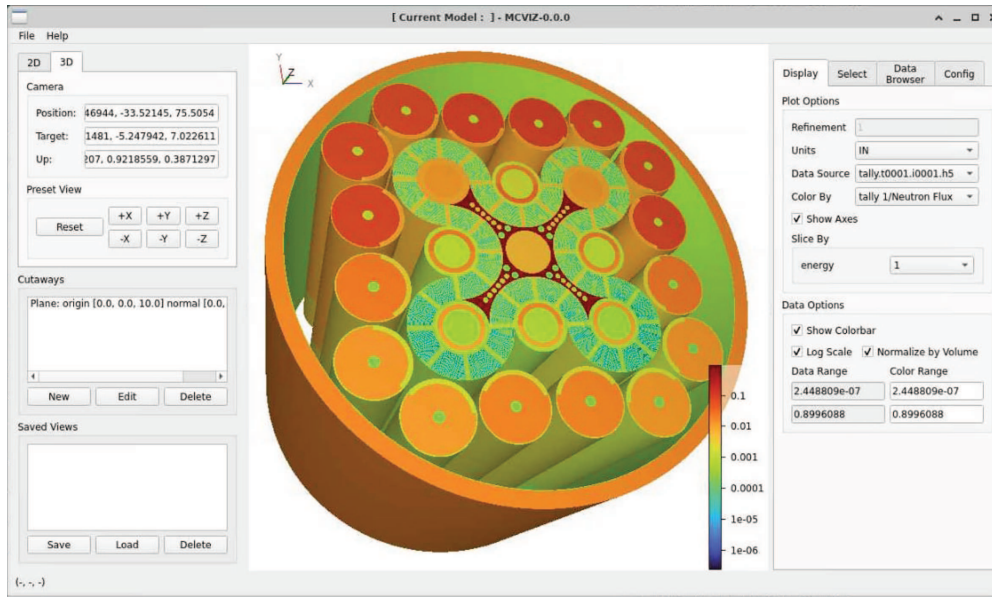 [ Current Model : ] - MCVIZ-0.0.0
File Help
2D 3D
Camera
Position: 46944, -33.52145, 75.5054
Target: 1481, -5.247942, 7.022611
Up: 207, 0.9218559, 0.3871297
Preset View
Reset +X +Y +Z
-X -Y -Z
Cutaways
Plane: origin [0.0, 0.0, 10.0] normal [0.0,
New Edit Delete
Saved Views
Save Load Delete
(-, -, -)
Y
Z
X
0.1
0.01
0.001
0.0001
1e-05
1e-06
Display Select Data Browser Config
Plot Options
Refinement 1
Units IN
Data Source tally.t0001.i0001.h5
Color By tally 1/Neutron Flux
Show Axes
Slice By
energy 1
Data Options
Show Colorbar
Log Scale Normalize by Volume
Data Range Color Range
2.448809e-07 2.448809e-07
0.8996088 0.8996088